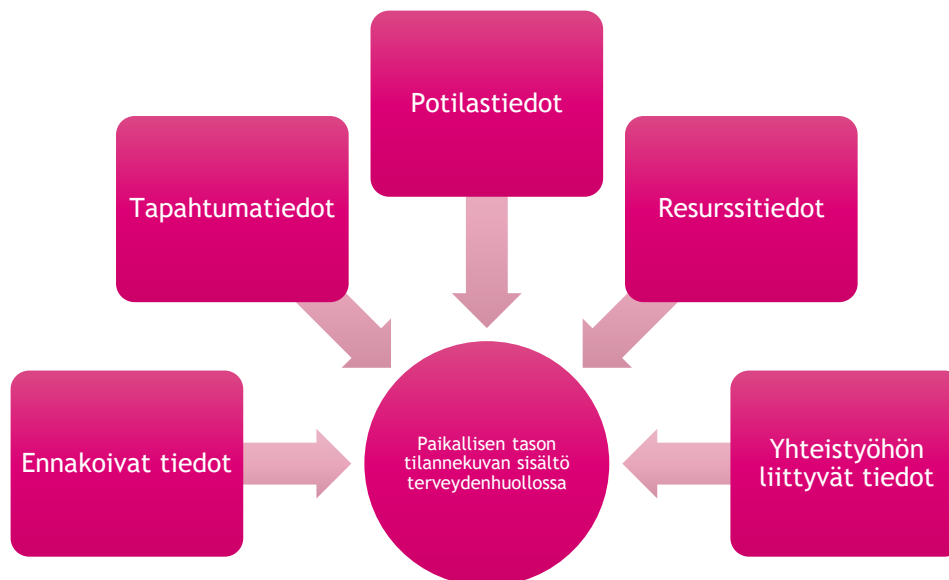 Potilastiedot
Tapahtumatiedot
Resurssitiedot
Ennakoivat tiedot
Paikallisen tason
tilannekuvan sisältö
terveydenhuollossa
Yhteistyöhön
liittyvät tiedot